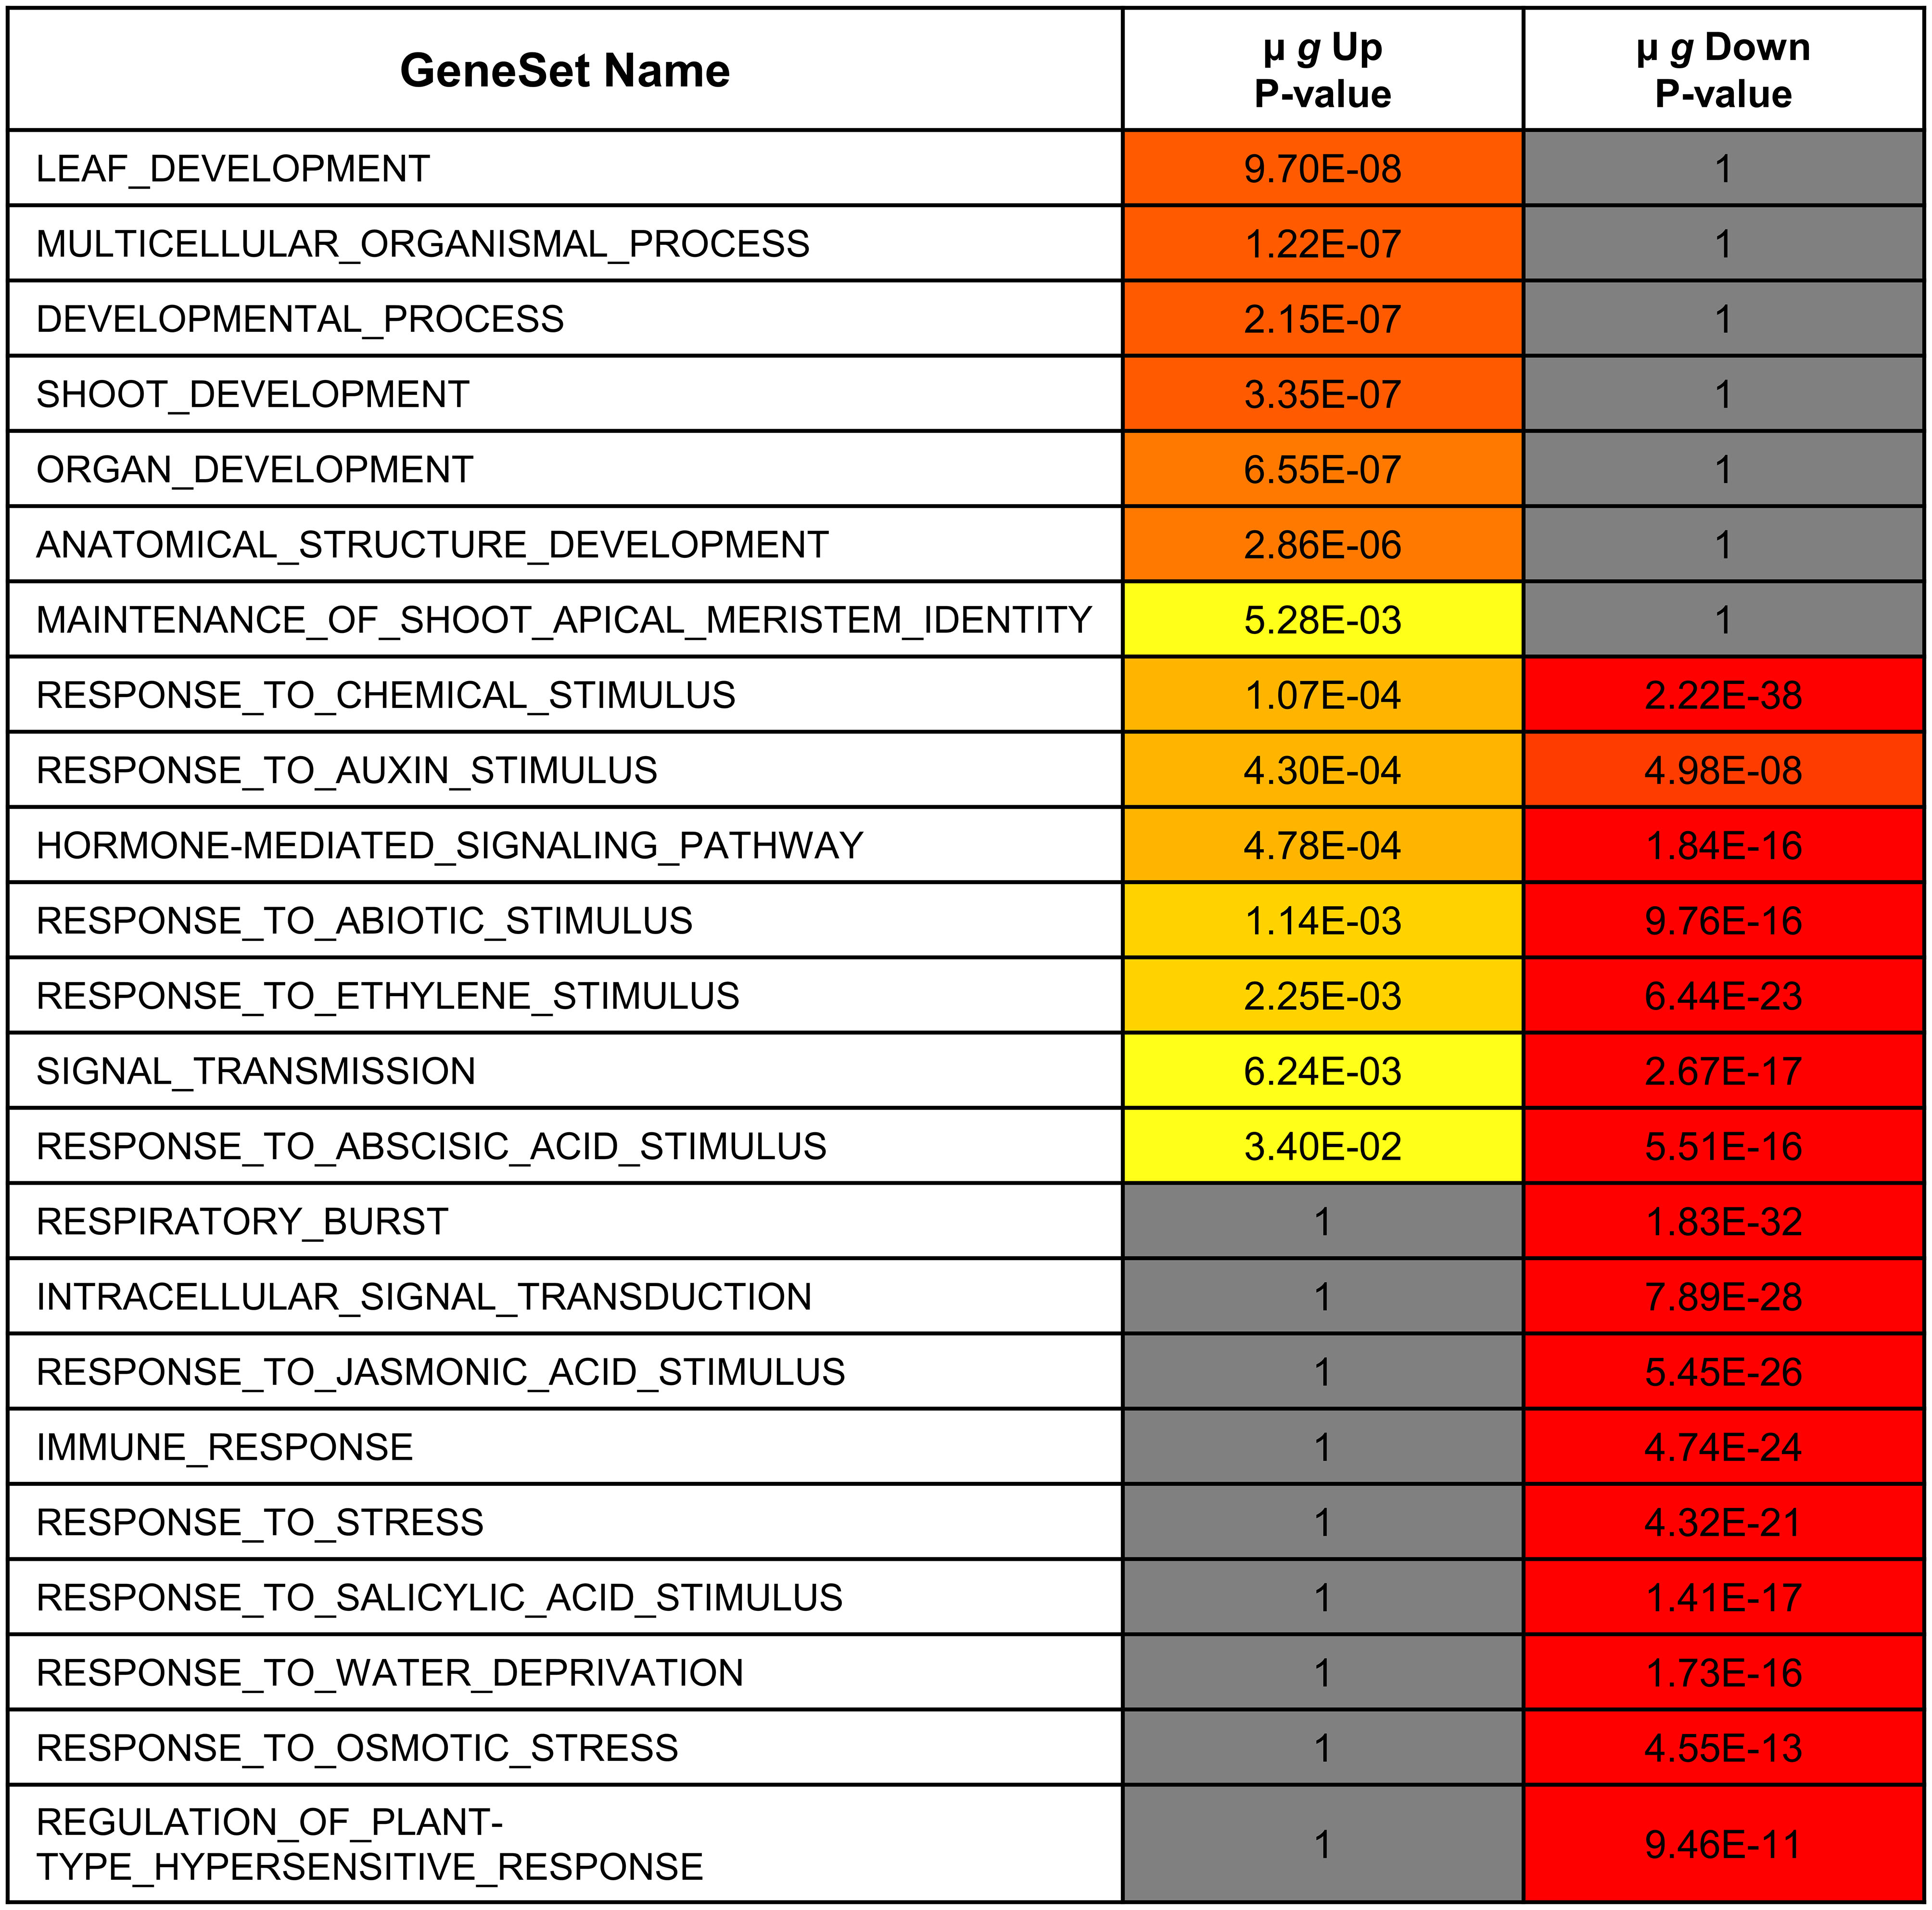 GeneSet Name
µ g Up
P-value
µ g Down
P-value
LEAF_DEVELOPMENT 9.70E-08 1
MULTICELLULAR_ORGANISMAL_PROCESS 1.22E-07 1
DEVELOPMENTAL_PROCESS 2.15E-07 1
SHOOT_DEVELOPMENT 3.35E-07 1
ORGAN_DEVELOPMENT 6.55E-07 1
ANATOMICAL_STRUCTURE_DEVELOPMENT 2.86E-06 1
MAINTENANCE_OF_SHOOT_APICAL_MERISTEM_IDENTITY 5.28E-03 1
RESPONSE_TO_CHEMICAL_STIMULUS 1.07E-04 2.22E-38
RESPONSE_TO_AUXIN_STIMULUS 4.30E-04 4.98E-08
HORMONE-MEDIATED_SIGNALING_PATHWAY 4.78E-04 1.84E-16
RESPONSE_TO_ABIOTIC_STIMULUS 1.14E-03 9.76E-16
RESPONSE_TO_ETHYLENE_STIMULUS 2.25E-03 6.44E-23
SIGNAL_TRANSMISSION 6.24E-03 2.67E-17
RESPONSE_TO_ABSCISIC_ACID_STIMULUS 3.40E-02 5.51E-16
RESPIRATORY_BURST 1 1.83E-32
INTRACELLULAR_SIGNAL_TRANSDUCTION 1 7.89E-28
RESPONSE_TO_JASMONIC_ACID_STIMULUS 1 5.45E-26
IMMUNE_RESPONSE 1 4.74E-24
RESPONSE_TO_STRESS 1 4.32E-21
RESPONSE_TO_SALICYLIC_ACID_STIMULUS 1 1.41E-17
RESPONSE_TO_WATER_DEPRIVATION 1 1.73E-16
RESPONSE_TO_OSMOTIC_STRESS 1 4.55E-13
REGULATION_OF_PLANT-
TYPE_HYPERSENSITIVE_RESPONSE 1 9.46E-11